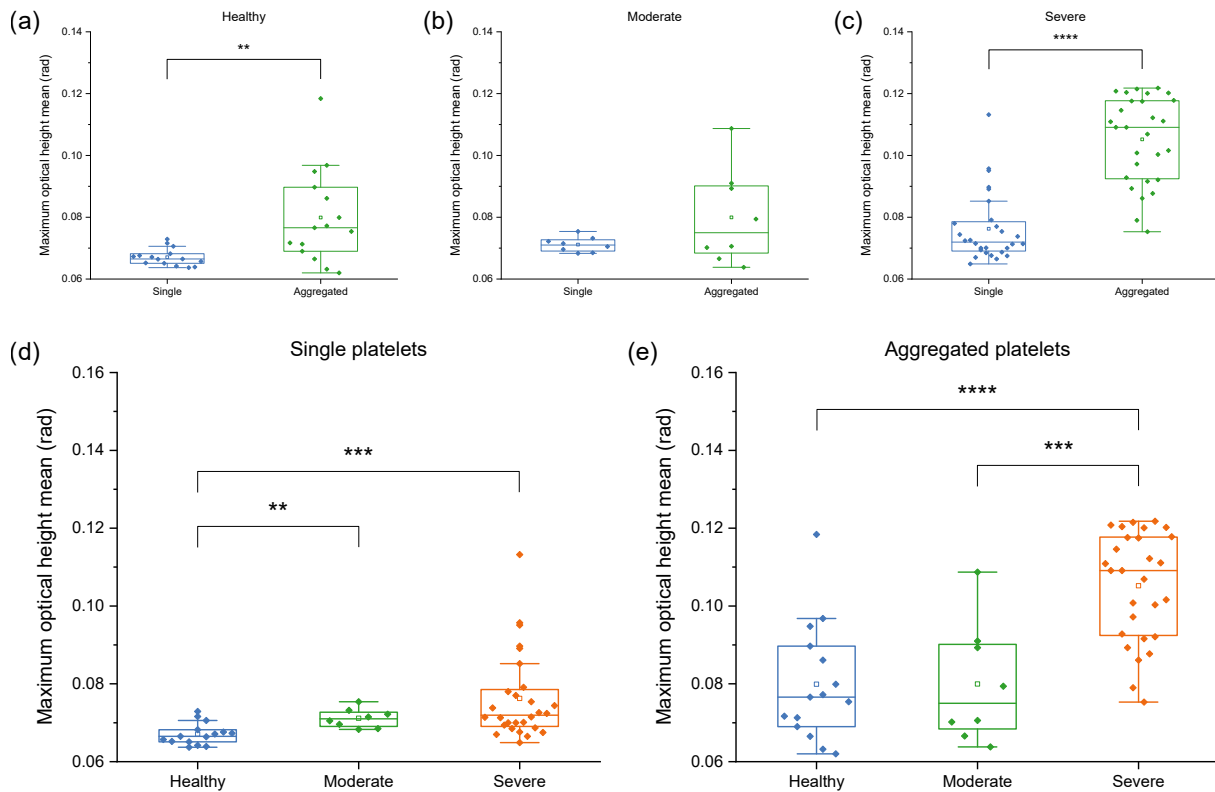 (a)
Healthy
Maximum optical height mean (rad)
0.14
0.12
0.10
0.08
0.06
**
Single
Aggregated
(b)
Moderate
Maximum optical height mean (rad)
0.14
0.12
0.10
0.08
0.06
Single
Aggregated
(c)
Severe
Maximum optical height mean (rad)
0.14
0.12
0.10
0.08
0.06
****
Single
Aggregated
(d)
Single platelets
Maximum optical height mean (rad)
0.16
0.14
0.12
0.10
0.08
0.06
***
**
Healthy
Moderate
Severe
(e)
Aggregated platelets
Maximum optical height mean (rad)
0.16
0.14
0.12
0.10
0.08
0.06
****
***
Healthy
Moderate
Severe